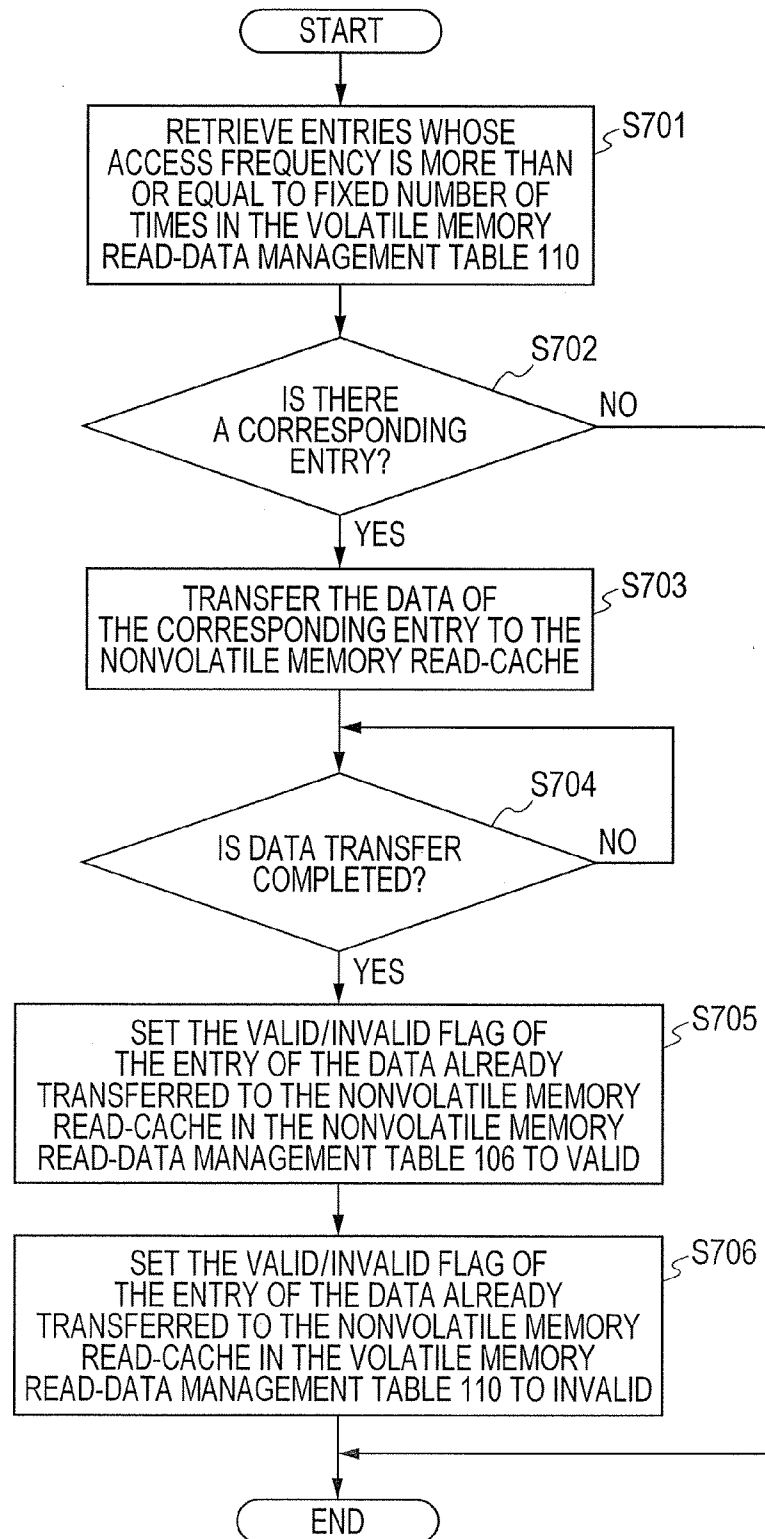 START
RETRIEVE ENTRIES WHOSE
ACCESS FREQUENCY IS MORE THAN
OR EQUAL TO FIXED NUMBER OF
TIMES IN THE VOLATILE MEMORY
READ-DATA MANAGEMENT TABLE 110
S701
S702
IS THERE
A CORRESPONDING
ENTRY?
NO
YES
S703
TRANSFER THE DATA OF
THE CORRESPONDING ENTRY TO THE
NONVOLATILE MEMORY READ-CACHE
S704
IS DATA TRANSFER
COMPLETED?
NO
YES
S705
SET THE VALID/INVALID FLAG OF
THE ENTRY OF THE DATA ALREADY
TRANSFERRED TO THE NONVOLATILE MEMORY
READ-CACHE IN THE NONVOLATILE MEMORY
READ-DATA MANAGEMENT TABLE 106 TO VALID
S706
SET THE VALID/INVALID FLAG OF
THE ENTRY OF THE DATA ALREADY
TRANSFERRED TO THE NONVOLATILE MEMORY
READ-CACHE IN THE VOLATILE MEMORY
READ-DATA MANAGEMENT TABLE 110 TO INVALID
END